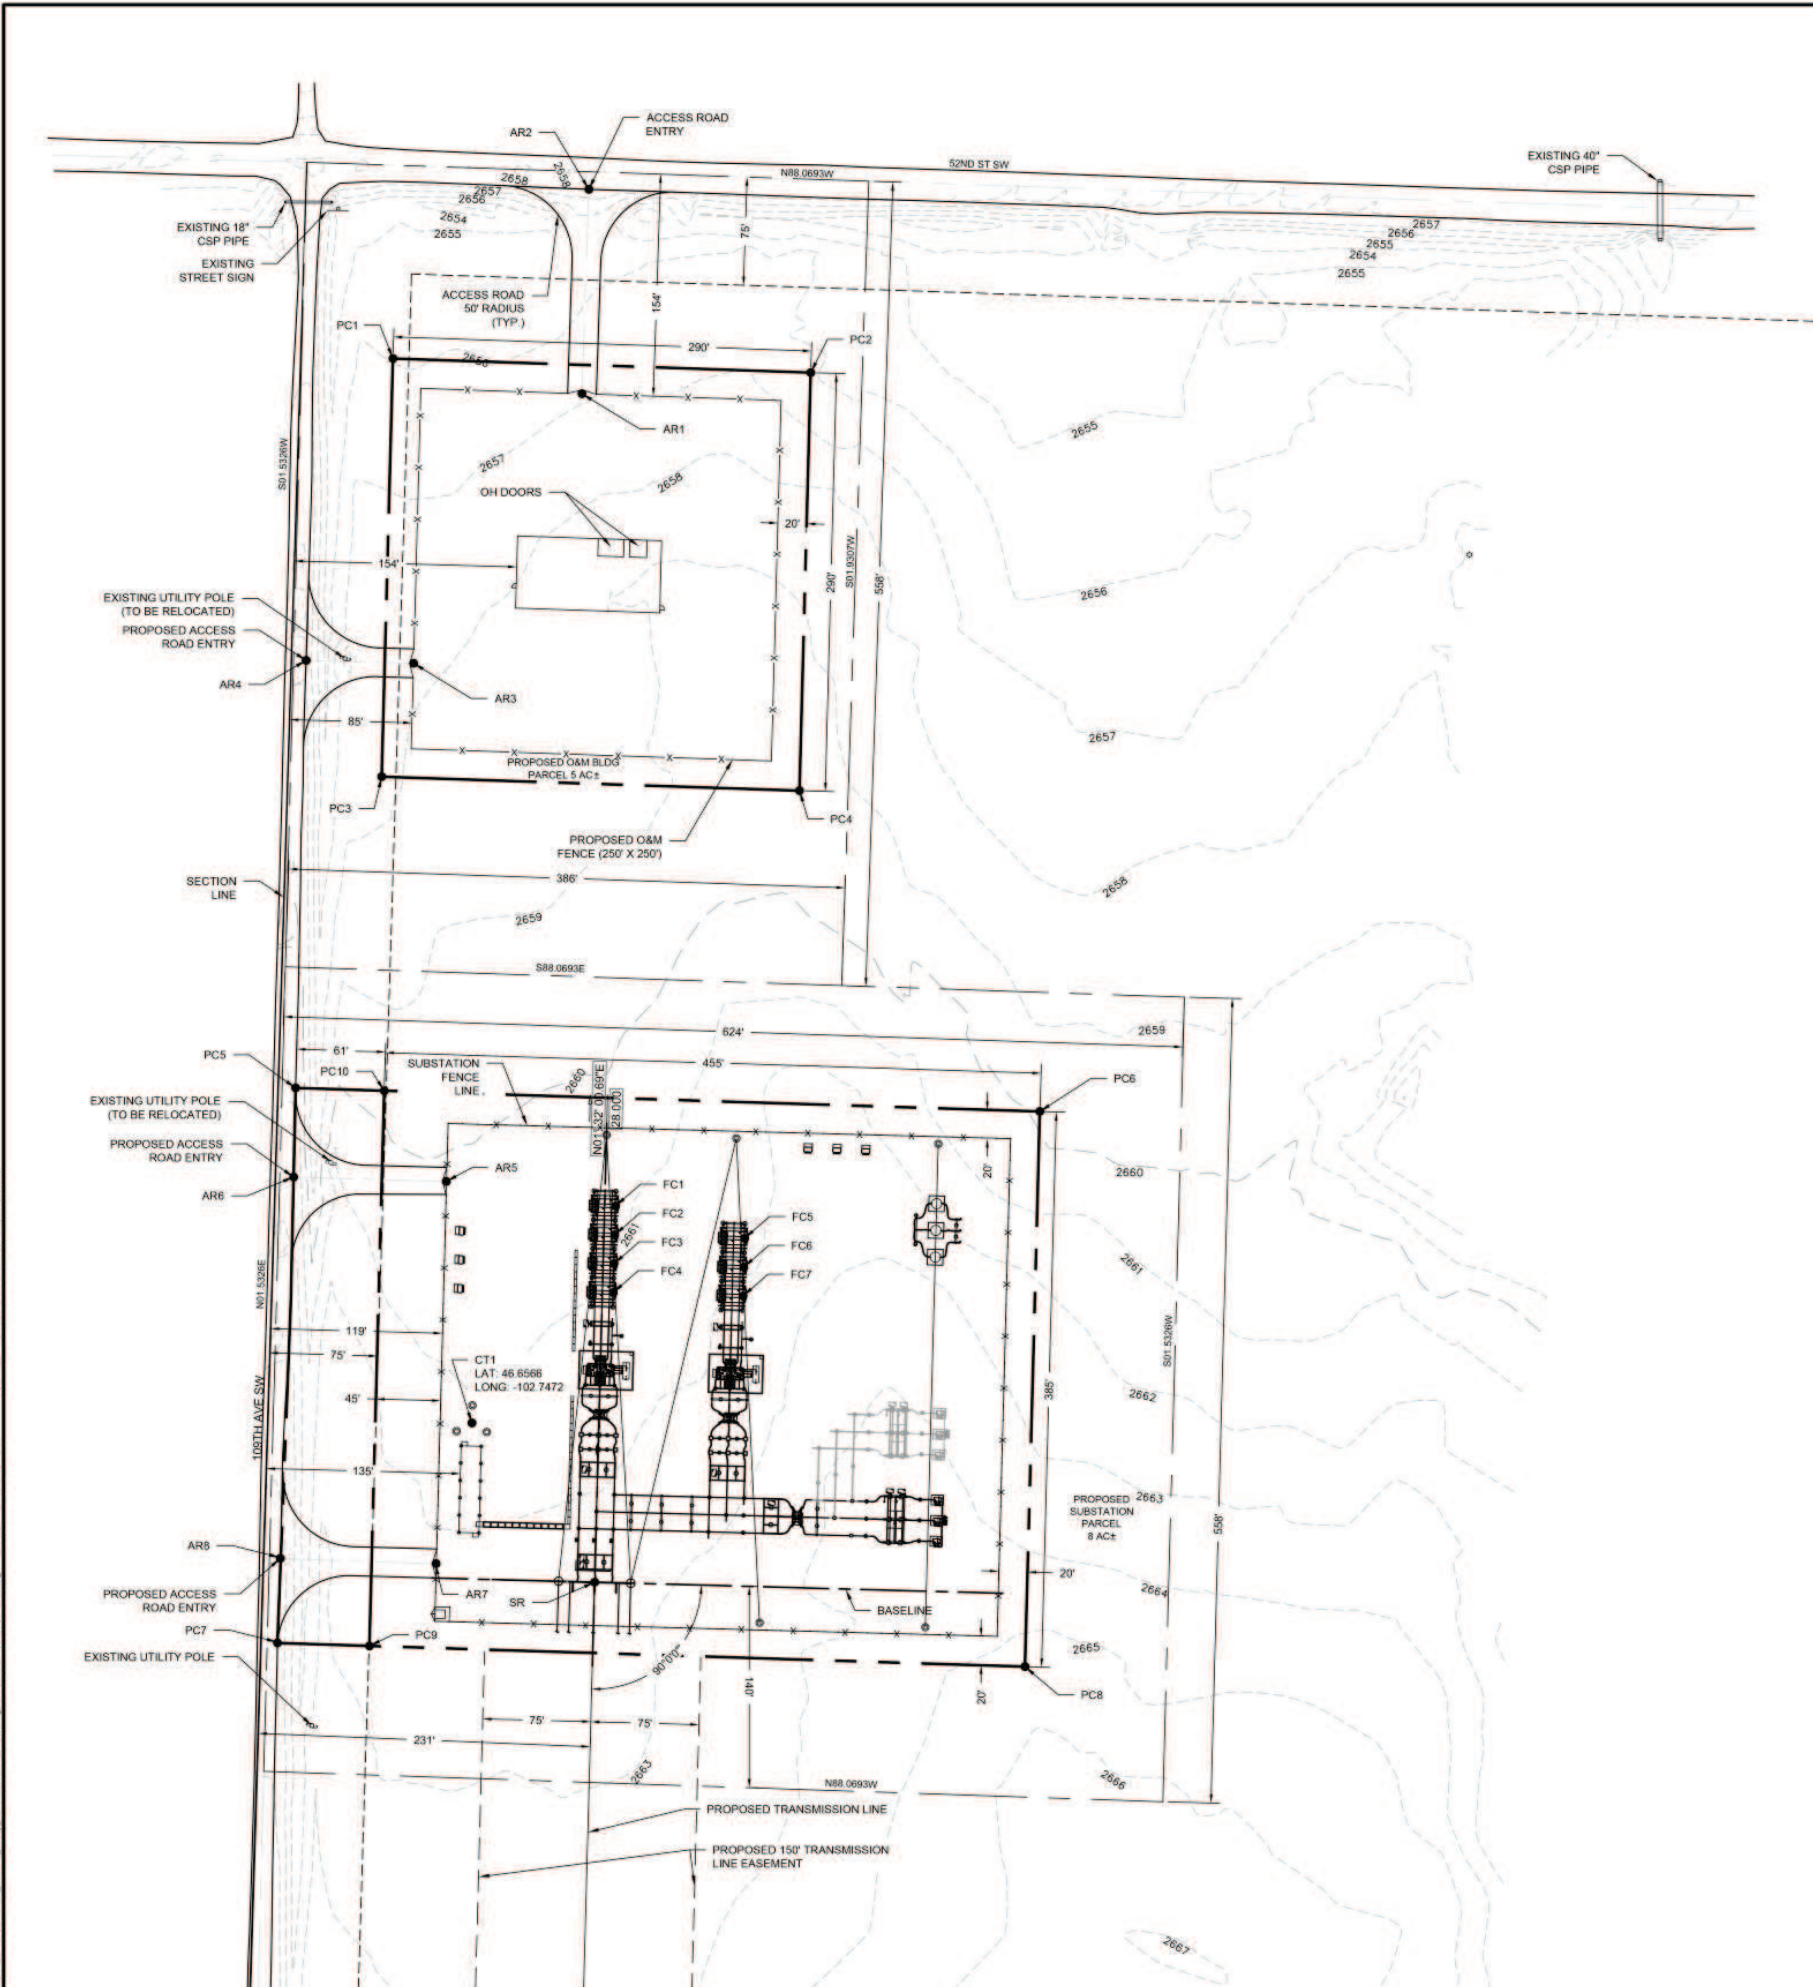 ACCESS ROAD
ENTRY
AR2
52ND ST SW
N88.0693W
EXISTING 40"
CSP PIPE
2658
2658
2657
2656
2654
2655
2657
2656
2655
2654
2655
EXISTING 18"
CSP PIPE
EXISTING
STREET SIGN
75'
154'
ACCESS ROAD
50' RADIUS
(TYP.)
PC1
290'
PC2
AR1
2655
S01.5326W
2657
2658
OH DOORS
20'
290'
S01.9307W
558'
154'
EXISTING UTILITY POLE
(TO BE RELOCATED)
PROPOSED ACCESS
ROAD ENTRY
AR4
AR3
2656
85'
2657
PROPOSED O&M BLDG
PARCEL 5 AC±
PC3
PC4
PROPOSED O&M
FENCE (250' X 250')
386'
SECTION
LINE
2658
2659
S88.0693E
624'
2659
61'
455'
PC5
PC10
SUBSTATION
FENCE
LINE
2660
N01°32' 00.69"E
28.000
PC6
EXISTING UTILITY POLE
(TO BE RELOCATED)
PROPOSED ACCESS
ROAD ENTRY
AR5
AR6
20'
2660
FC1
FC2
2661
FC3
FC4
FC5
FC6
FC7
2661
N01.5326E
119'
75'
45'
CT1
LAT: 46.6566
LONG: -102.7472
S01.5326W
385'
2662
109TH AVE SW
135'
PROPOSED
SUBSTATION
PARCEL
8 AC±
2663
558'
AR8
PROPOSED ACCESS
ROAD ENTRY
AR7
SR
BASELINE
20'
2664
PC7
PC9
EXISTING UTILITY POLE
90°0'0"
140'
20'
PC8
2665
75'
75'
231'
2663
N88.0693W
2666
PROPOSED TRANSMISSION LINE
PROPOSED 150' TRANSMISSION
LINE EASEMENT
2667